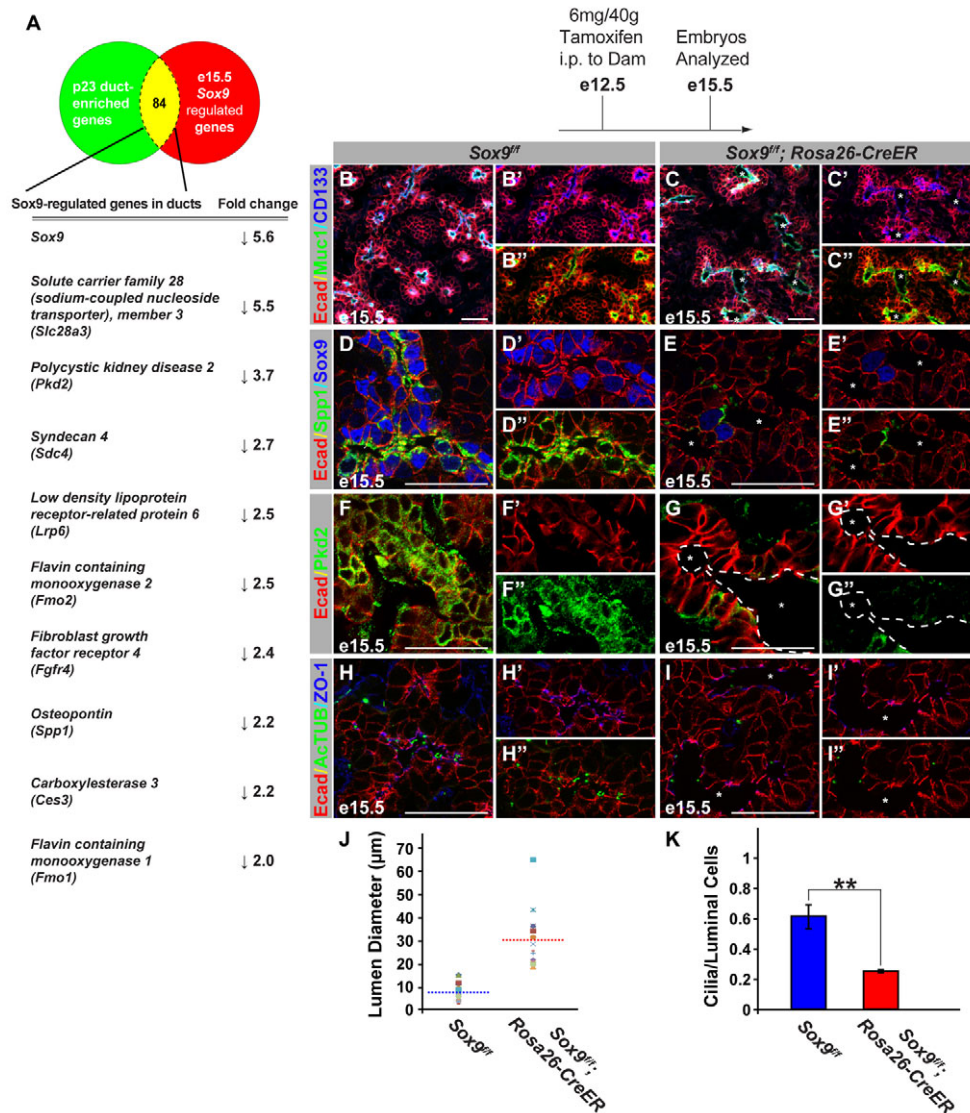 A
p23 duct-
enriched
genes
84
e15.5
Sox9
regulated
genes
Sox9-regulated genes in ducts Fold change
Sox9 ↓ 5.6
Solute carrier family 28
(sodium-coupled nucleoside
transporter), member 3
(Slc28a3)
↓ 5.5
Polycystic kidney disease 2
(Pkd2)
↓ 3.7
Syndecan 4
(Sdc4)
↓ 2.7
Low density lipoprotein
receptor-related protein 6
(Lrp6)
↓ 2.5
Flavin containing
monooxygenase 2
(Fmo2)
↓ 2.5
Fibroblast growth
factor receptor 4
(Fgfr4)
↓ 2.4
Osteopontin
(Spp1)
↓ 2.2
Carboxylesterase 3
(Ces3)
↓ 2.2
Flavin containing
monooxygenase 1
(Fmo1)
↓ 2.0
6mg/40g
Tamoxifen
i.p. to Dam
e12.5
Embryos
Analyzed
e15.5
Sox9f/f
Sox9f/f; Rosa26-CreER
Ecad/Muc1/CD133
B
e15.5
B'
B"
C
* * * *
e15.5
C'
* * *
C"
* * *
Ecad/Spp1/Sox9
D
e15.5
D'
D"
E
* *
e15.5
E'
* *
E"
* *
Ecad/Pkd2
F
e15.5
F'
F"
G
* *
e15.5
G'
*
G"
*
Ecad/AcTUB/ZO-1
H
e15.5
H'
H"
I
* *
e15.5
I'
*
I"
*
J
Lumen Diameter (µm)
70
60
50
40
30
20
10
0
Sox9f/f
Sox9f/f;
Rosa26-CreER
K
Cilia/Luminal Cells
1
0.8
0.6
0.4
0.2
0
**
Sox9f/f
Sox9f/f;
Rosa26-CreER